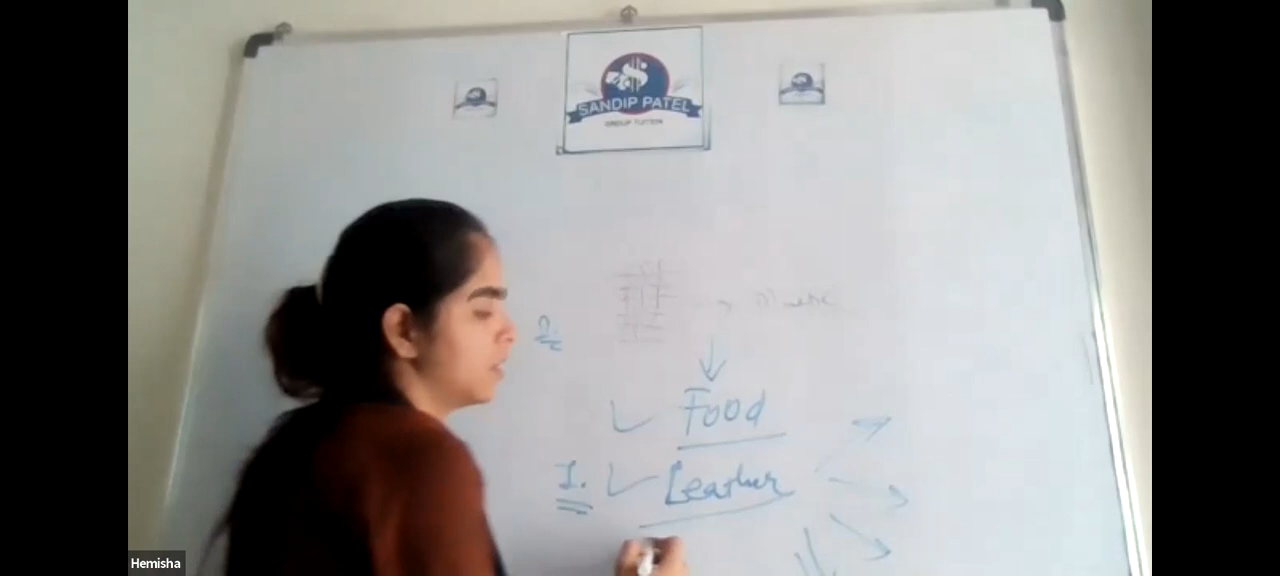 SANDIP PATEL
GROUP TUITION
Food
I. Leather
Hemisha